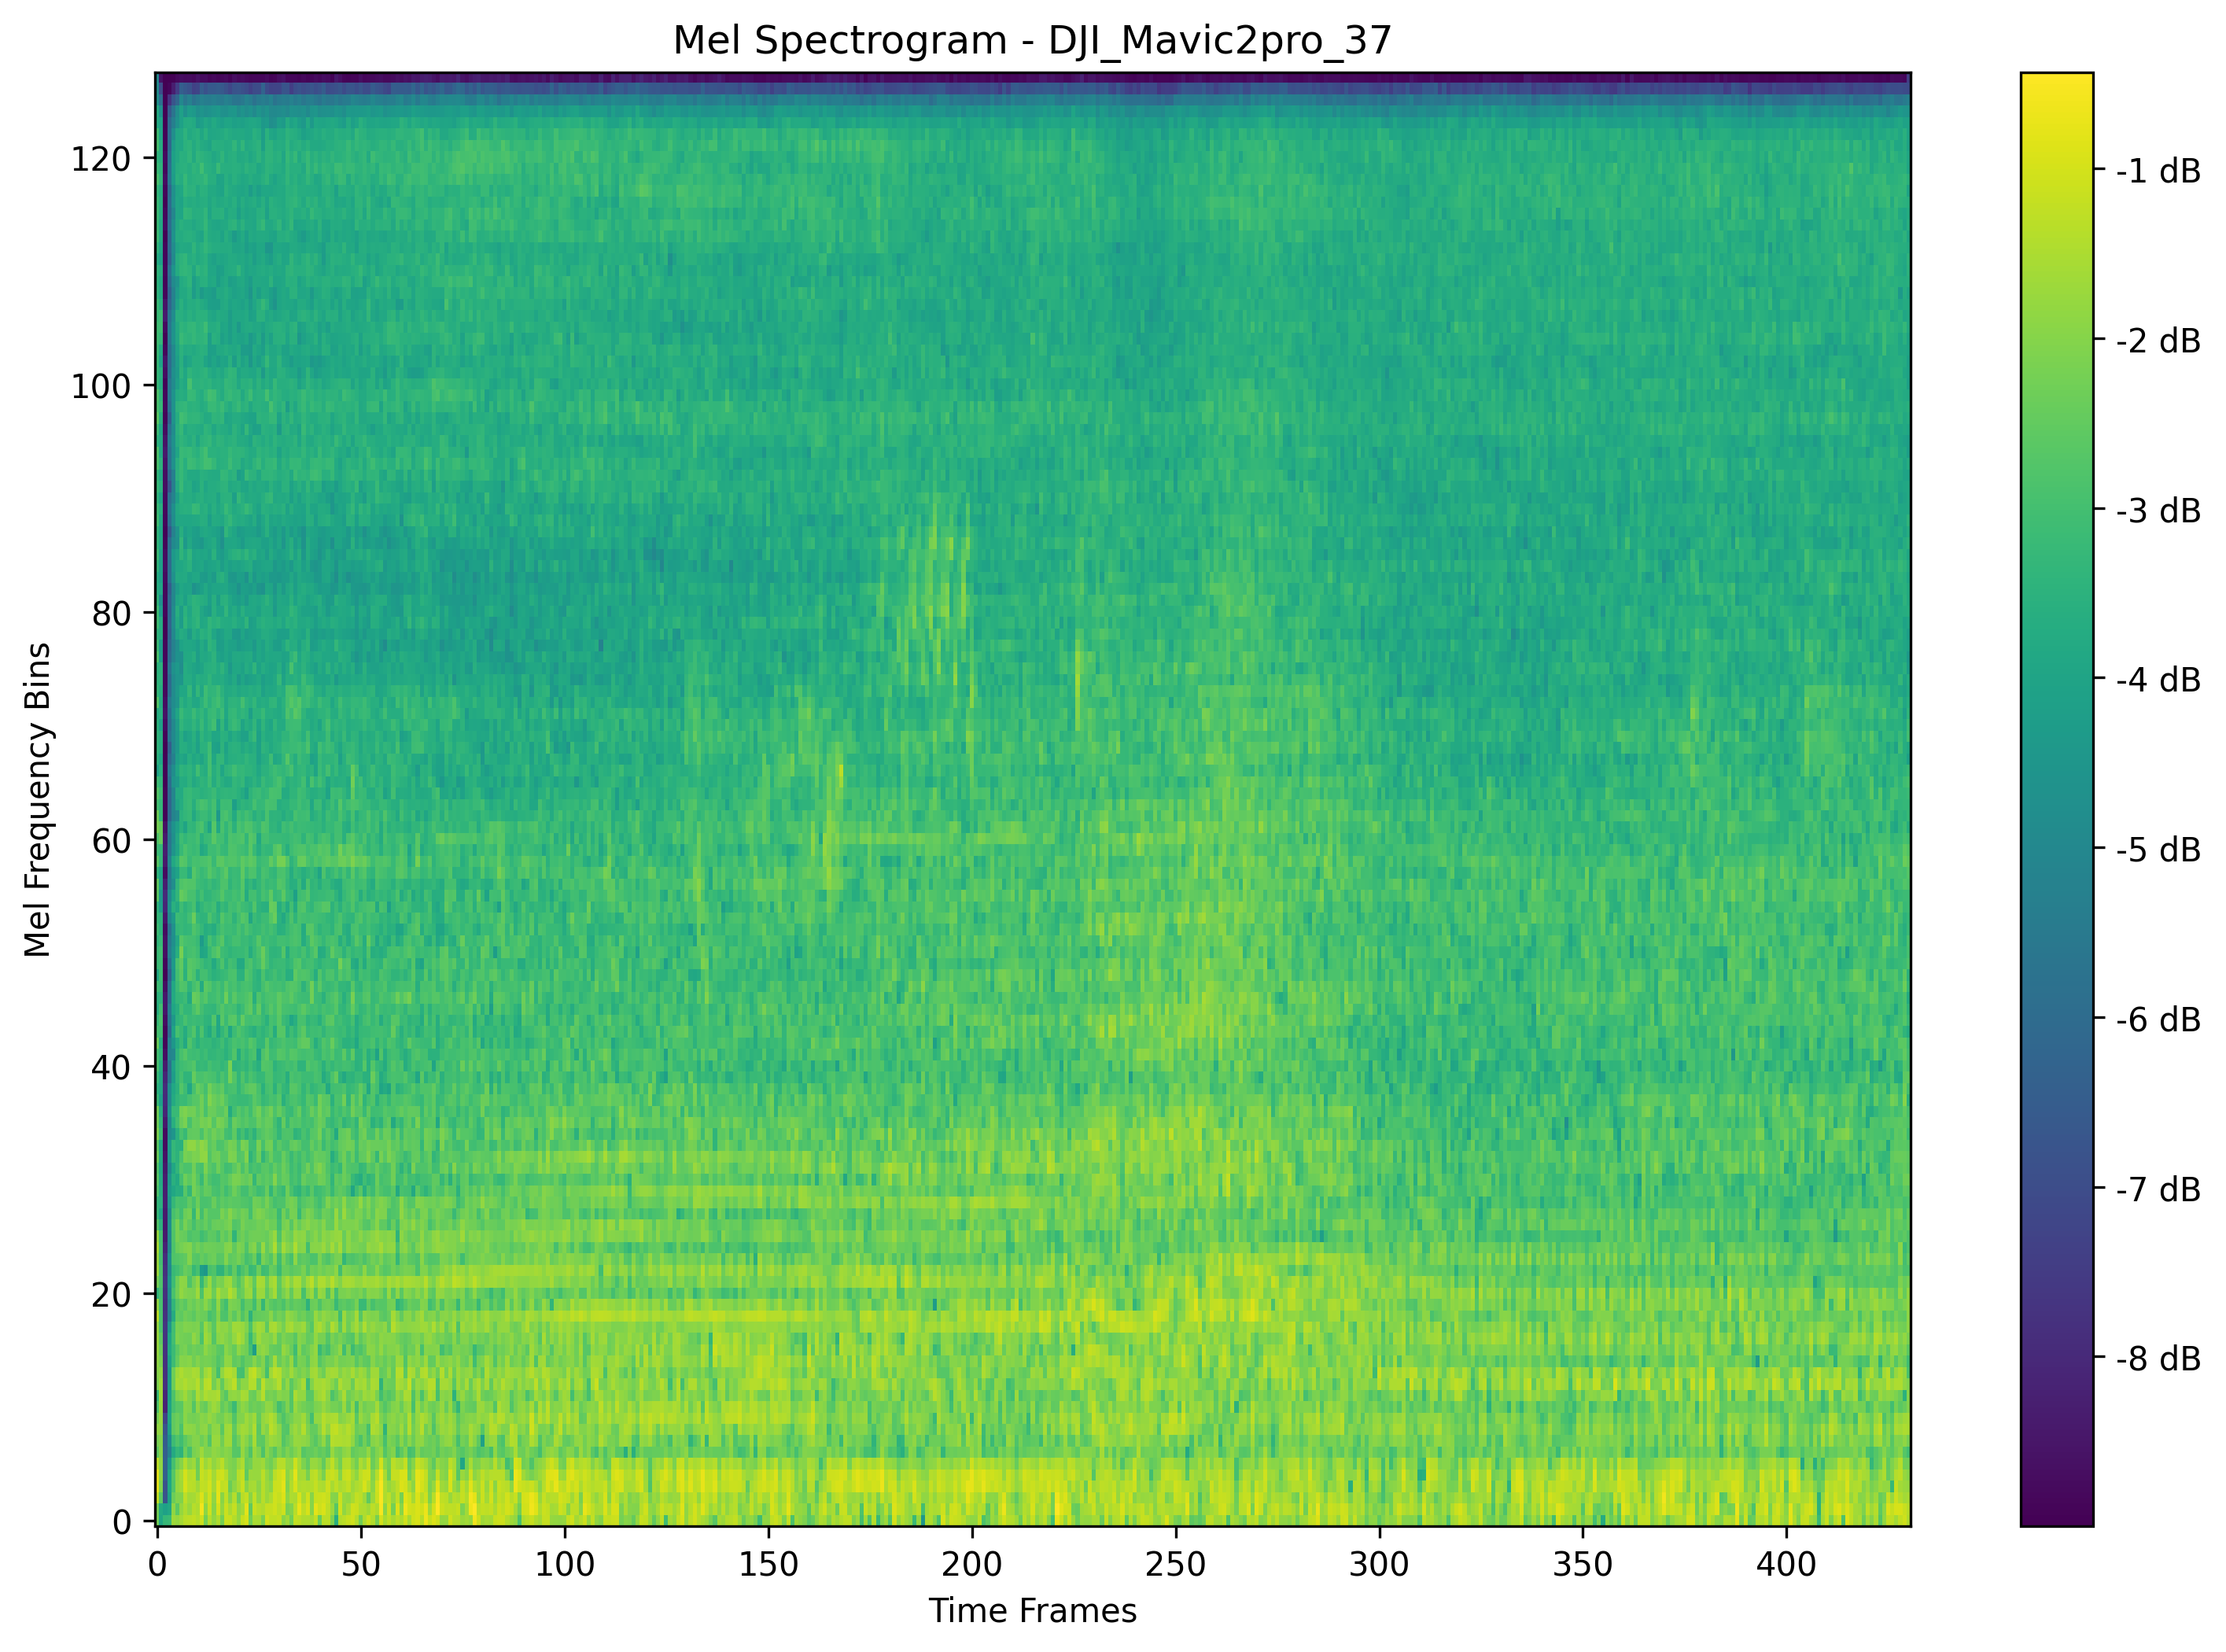 Mel Spectrogram - DJI_Mavic2pro_37
Mel Frequency Bins
120
100
80
60
40
20
0
0 50 100 150 200 250 300 350 400
Time Frames
-1 dB
-2 dB
-3 dB
-4 dB
-5 dB
-6 dB
-7 dB
-8 dB